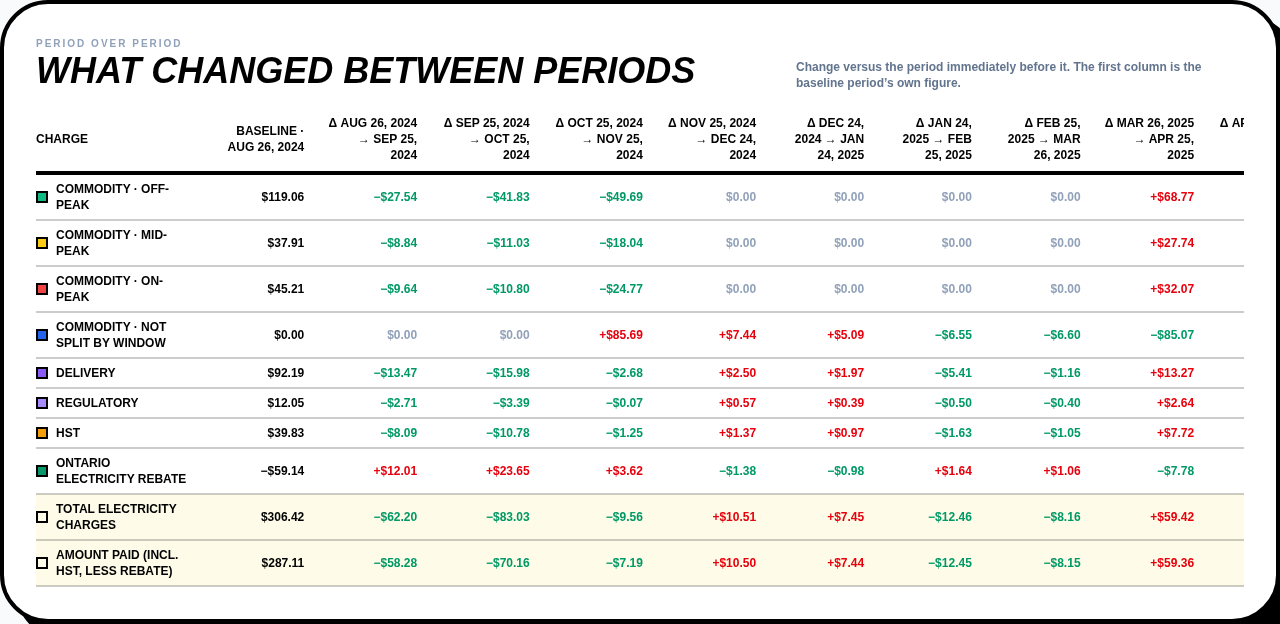 PERIOD OVER PERIOD
WHAT CHANGED BETWEEN PERIODS
Change versus the period immediately before it. The first column is the
baseline period’s own figure.
CHARGE
BASELINE ·
AUG 26, 2024
Δ AUG 26, 2024
→ SEP 25,
2024
Δ SEP 25, 2024
→ OCT 25,
2024
Δ OCT 25, 2024
→ NOV 25,
2024
Δ NOV 25, 2024
→ DEC 24,
2024
Δ DEC 24,
2024 → JAN
24, 2025
Δ JAN 24,
2025 → FEB
25, 2025
Δ FEB 25,
2025 → MAR
26, 2025
Δ MAR 26, 2025
→ APR 25,
2025
Δ
COMMODITY · OFF-
PEAK
$119.06 −$27.54 −$41.83 −$49.69 $0.00 $0.00 $0.00 $0.00 +$68.77
COMMODITY · MID-
PEAK
$37.91 −$8.84 −$11.03 −$18.04 $0.00 $0.00 $0.00 $0.00 +$27.74
COMMODITY · ON-
PEAK
$45.21 −$9.64 −$10.80 −$24.77 $0.00 $0.00 $0.00 $0.00 +$32.07
COMMODITY · NOT
SPLIT BY WINDOW
$0.00 $0.00 $0.00 +$85.69 +$7.44 +$5.09 −$6.55 −$6.60 −$85.07
DELIVERY $92.19 −$13.47 −$15.98 −$2.68 +$2.50 +$1.97 −$5.41 −$1.16 +$13.27
REGULATORY $12.05 −$2.71 −$3.39 −$0.07 +$0.57 +$0.39 −$0.50 −$0.40 +$2.64
HST $39.83 −$8.09 −$10.78 −$1.25 +$1.37 +$0.97 −$1.63 −$1.05 +$7.72
ONTARIO
ELECTRICITY REBATE
−$59.14 +$12.01 +$23.65 +$3.62 −$1.38 −$0.98 +$1.64 +$1.06 −$7.78
TOTAL ELECTRICITY
CHARGES
$306.42 −$62.20 −$83.03 −$9.56 +$10.51 +$7.45 −$12.46 −$8.16 +$59.42
AMOUNT PAID (INCL.
HST, LESS REBATE)
$287.11 −$58.28 −$70.16 −$7.19 +$10.50 +$7.44 −$12.45 −$8.15 +$59.36